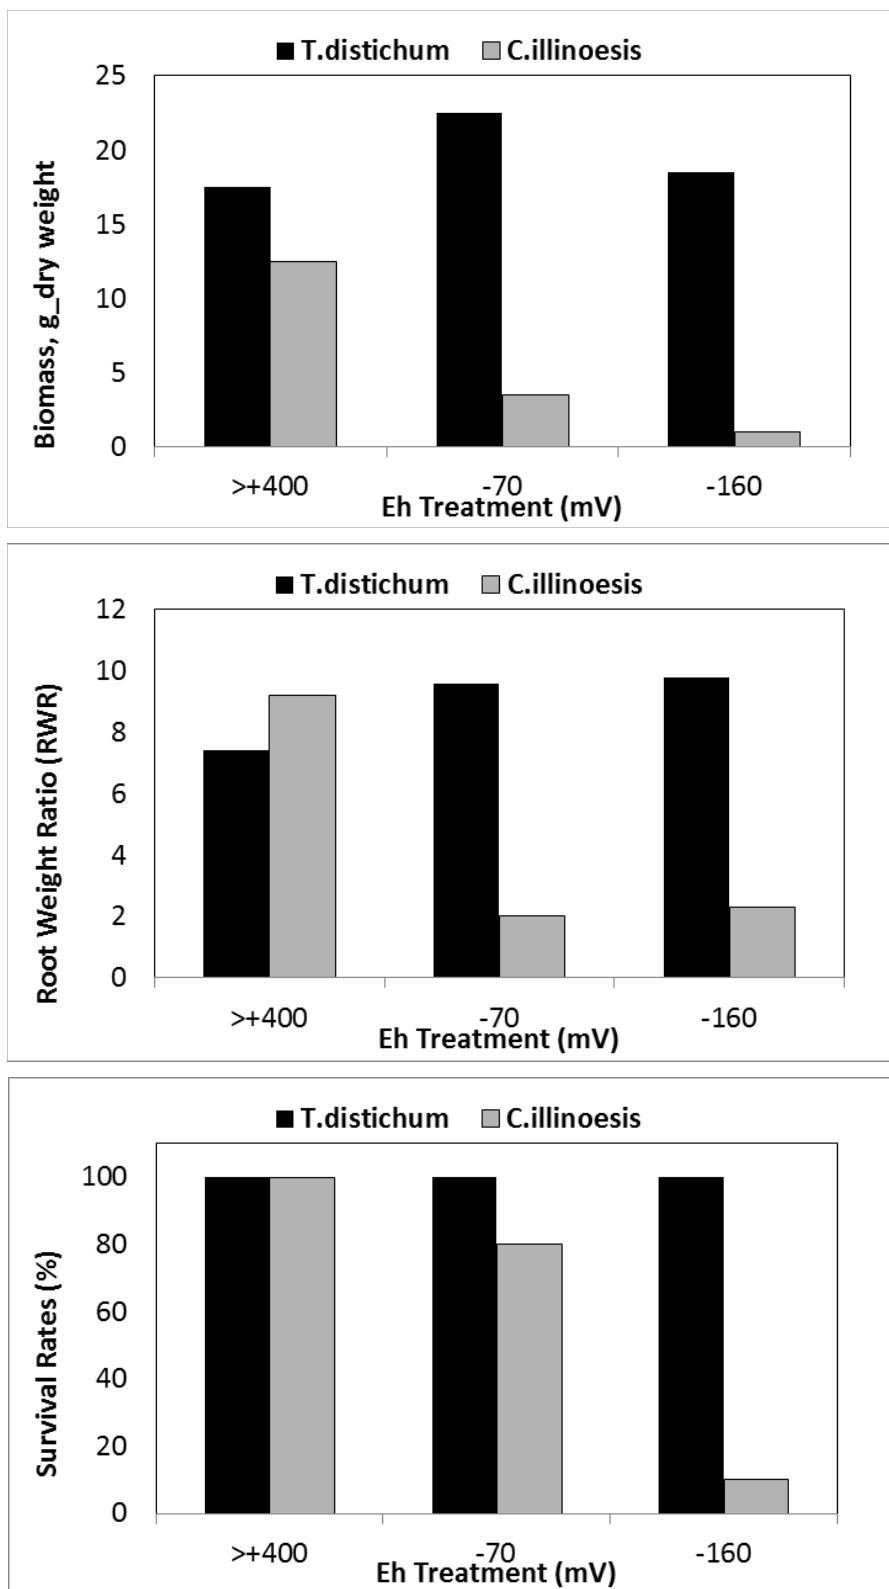 T.distichum C.illinoesis
25
20
15
10
5
0
Biomass, g_dry weight
>+400 -70 -160
Eh Treatment (mV)
T.distichum C.illinoesis
12
10
8
6
4
2
0
Root Weight Ratio (RWR)
>+400 -70 -160
Eh Treatment (mV)
T.distichum C.illinoesis
100
80
60
40
20
0
Survival Rates (%)
>+400 -70 -160
Eh Treatment (mV)